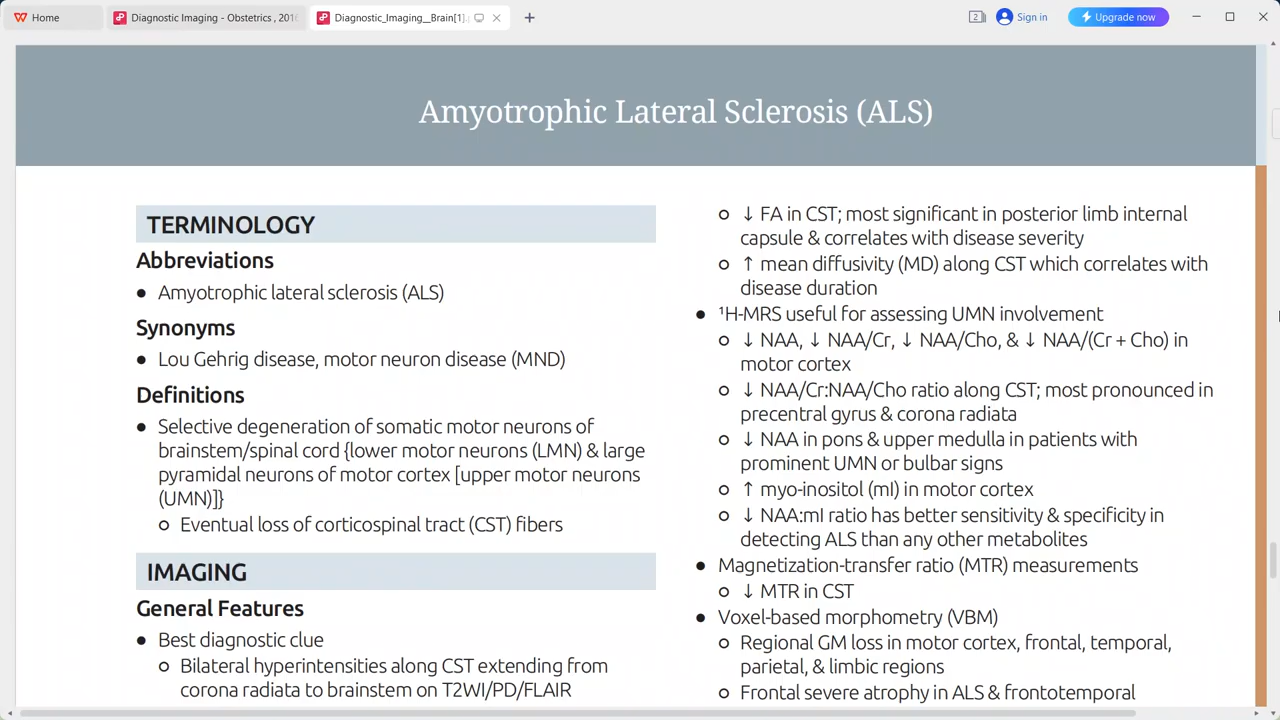 Home
Diagnostic Imaging - Obstetrics , 2016
Diagnostic_Imaging__Brain[1].
2
Sign in
Upgrade now
Amyotrophic Lateral Sclerosis (ALS)
TERMINOLOGY
Abbreviations
● Amyotrophic lateral sclerosis (ALS)
Synonyms
● Lou Gehrig disease, motor neuron disease (MND)
Definitions
● Selective degeneration of somatic motor neurons of
brainstem/spinal cord {lower motor neurons (LMN) & large
pyramidal neurons of motor cortex [upper motor neurons
(UMN)]}
○ Eventual loss of corticospinal tract (CST) fibers
IMAGING
General Features
● Best diagnostic clue
○ Bilateral hyperintensities along CST extending from
corona radiata to brainstem on T2WI/PD/FLAIR
○ ↓ FA in CST; most significant in posterior limb internal
capsule & correlates with disease severity
○ ↑ mean diffusivity (MD) along CST which correlates with
disease duration
● ¹H-MRS useful for assessing UMN involvement
○ ↓ NAA, ↓ NAA/Cr, ↓ NAA/Cho, & ↓ NAA/(Cr + Cho) in
motor cortex
○ ↓ NAA/Cr:NAA/Cho ratio along CST; most pronounced in
precentral gyrus & corona radiata
○ ↓ NAA in pons & upper medulla in patients with
prominent UMN or bulbar signs
○ ↑ myo-inositol (mI) in motor cortex
○ ↓ NAA:mI ratio has better sensitivity & specificity in
detecting ALS than any other metabolites
● Magnetization-transfer ratio (MTR) measurements
○ ↓ MTR in CST
● Voxel-based morphometry (VBM)
○ Regional GM loss in motor cortex, frontal, temporal,
parietal, & limbic regions
○ Frontal severe atrophy in ALS & frontotemporal